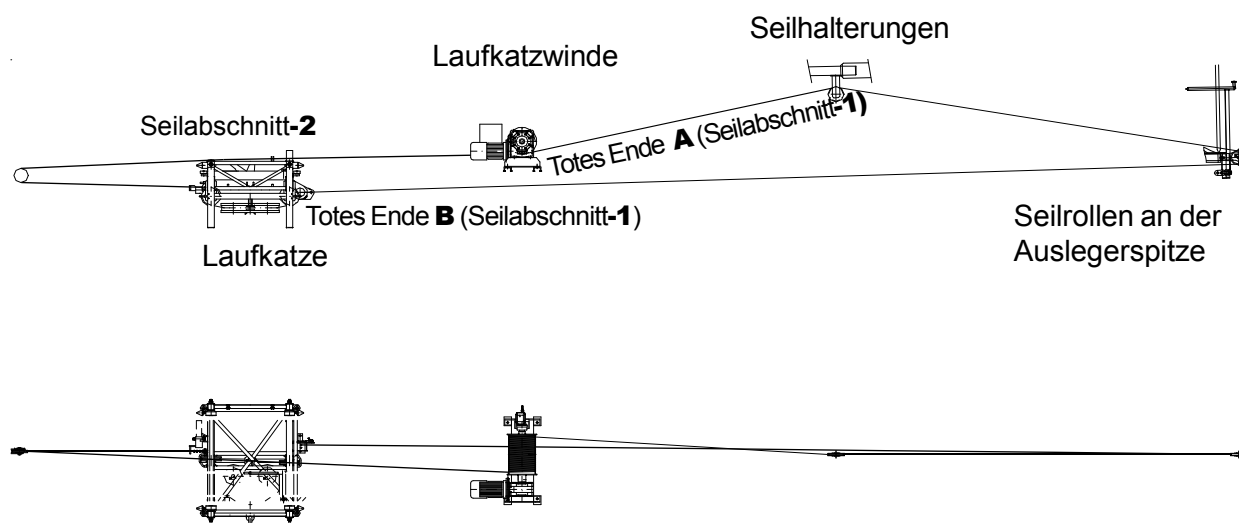 Seilhalterungen
Laufkatzwinde
Seilabschnitt-2
Totes Ende A (Seilabschnitt-1)
Totes Ende B (Seilabschnitt-1)
Laufkatze
Seilrollen an der
Auslegerspitze